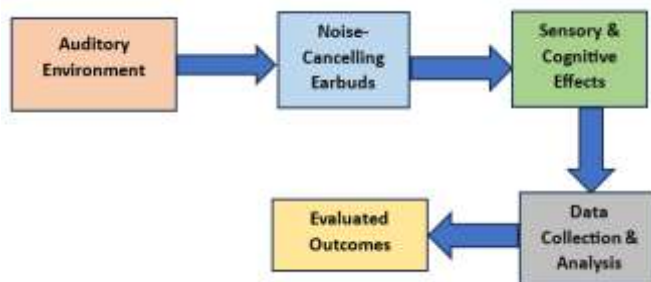 Auditory
Environment
Noise-
Cancelling
Earbuds
Sensory &
Cognitive
Effects
Data
Collection &
Analysis
Evaluated
Outcomes